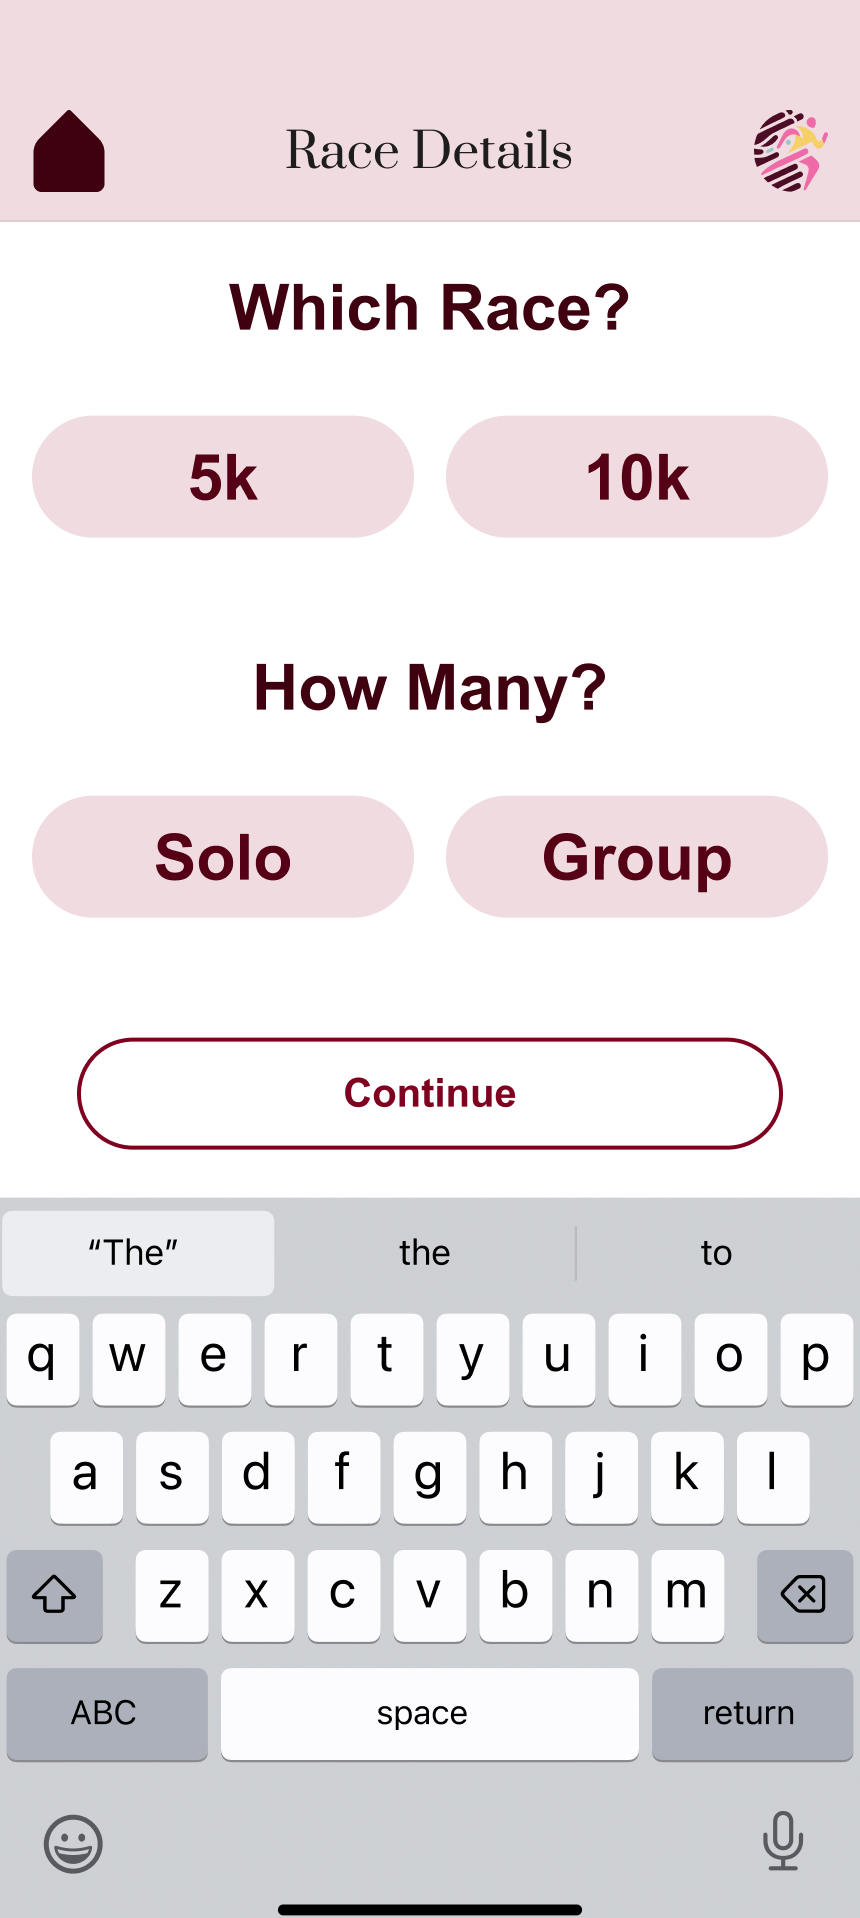 Race Details
Which Race?
5k 10k
How Many?
Solo Group
Continue
“The” the to
q w e r t y u i o p
a s d f g h j k l
z x c v b n m
ABC space return